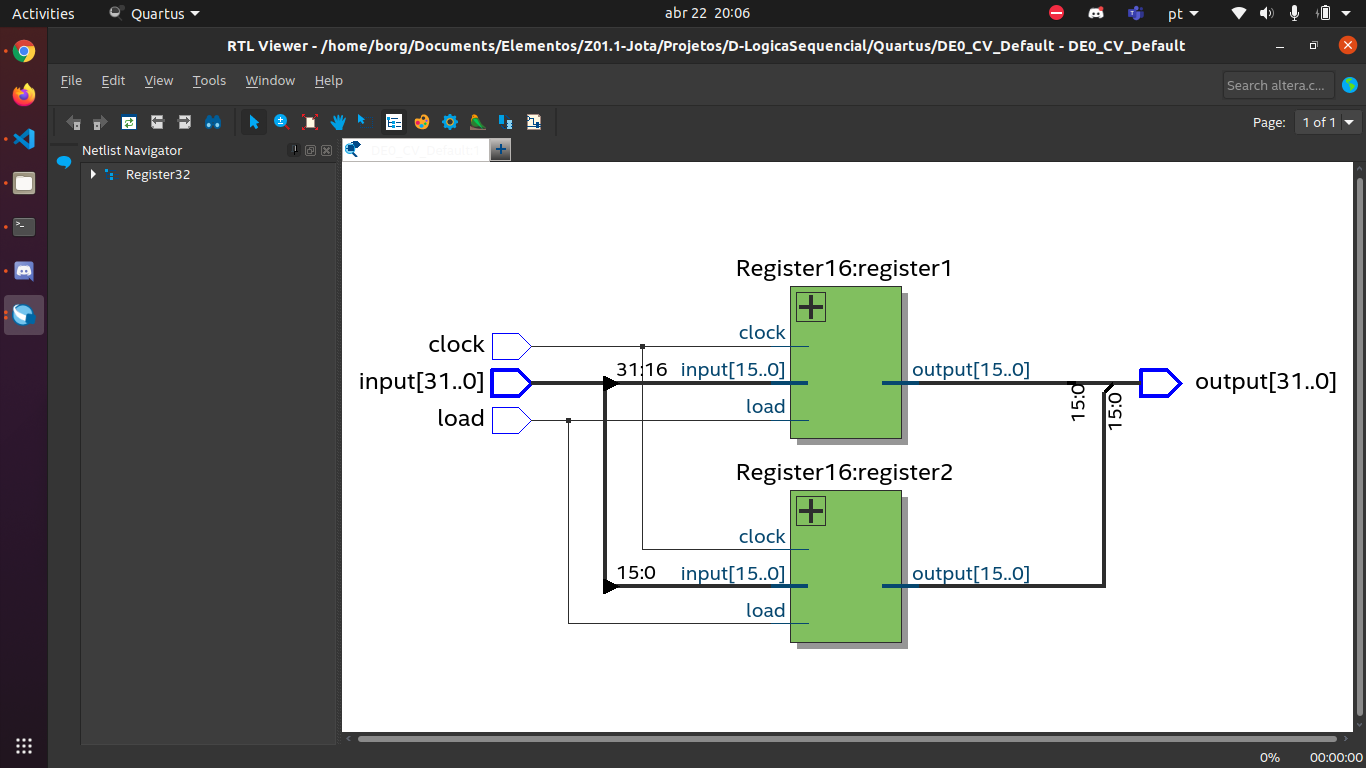 Activities Quartus abr 22 20:06 pt
RTL Viewer - /home/borg/Documents/Elementos/Z01.1-Jota/Projetos/D-LogicaSequencial/Quartus/DE0_CV_Default - DE0_CV_Default
File Edit View Tools Window Help Search altera.c...
Page: 1 of 1
Netlist Navigator
Register32
Register16:register1
clock clock
31:16 input[15..0] output[15..0]
input[31..0] output[31..0]
load load
15:0 15:0
Register16:register2
clock
15:0 input[15..0] output[15..0]
load
0% 00:00:00